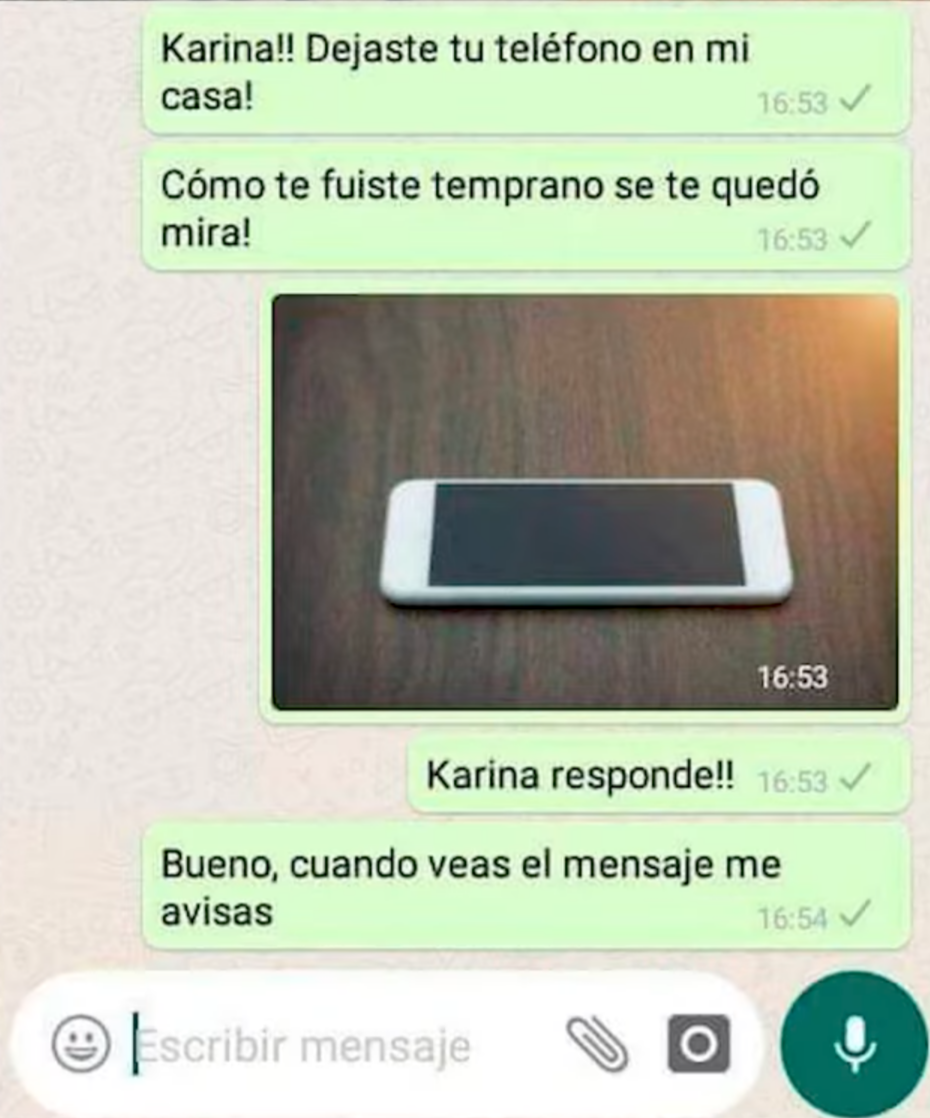 Karina!! Dejaste tu teléfono en mi
casa!
16:53
Cómo te fuiste temprano se te quedó
mira!
16:53
16:53
Karina responde!! 16:53
Bueno, cuando veas el mensaje me
avisas
16:54
Escribir mensaje